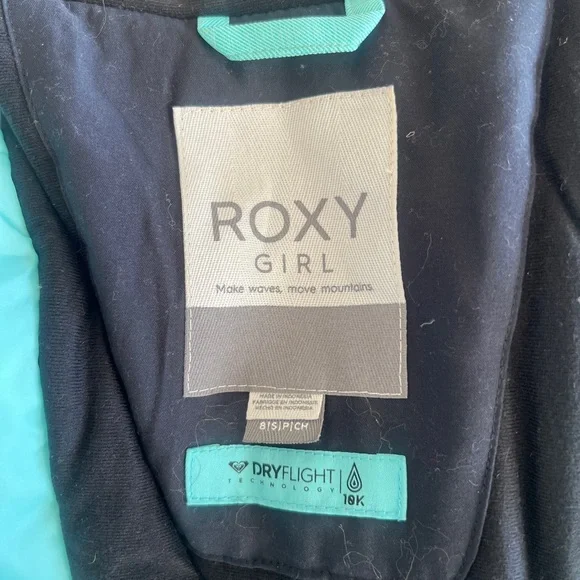 ROXY
GIRL
Make waves, move mountains.
MADE IN INDONESIA
FABRIQUÉ EN INDONÉSIE
HECHO EN INDONESIA
8|S|P|CH
DRYFLIGHT
TECHNOLOGY
10K